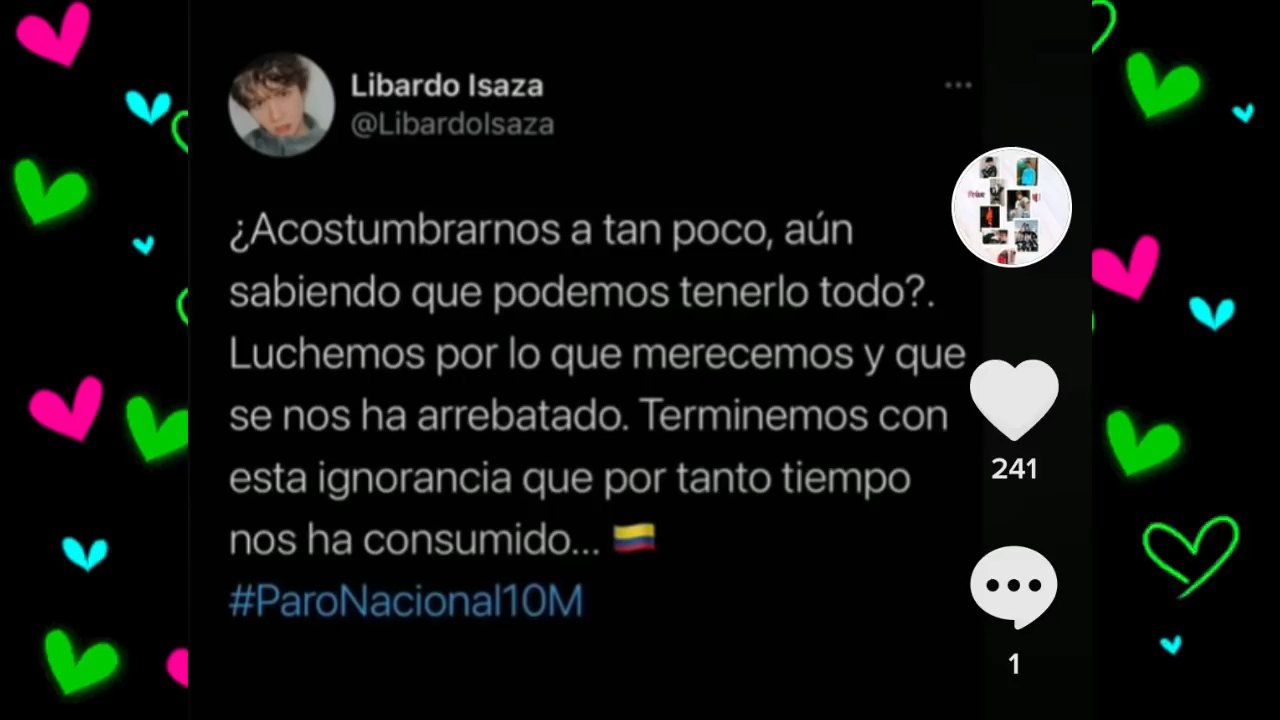 Libardo Isaza
@LibardoIsaza
¿Acostumbrarnos a tan poco, aún
sabiendo que podemos tenerlo todo?.
Luchemos por lo que merecemos y que
se nos ha arrebatado. Terminemos con
esta ignorancia que por tanto tiempo
nos ha consumido... 🇨🇴
#ParoNacional10M
241
1